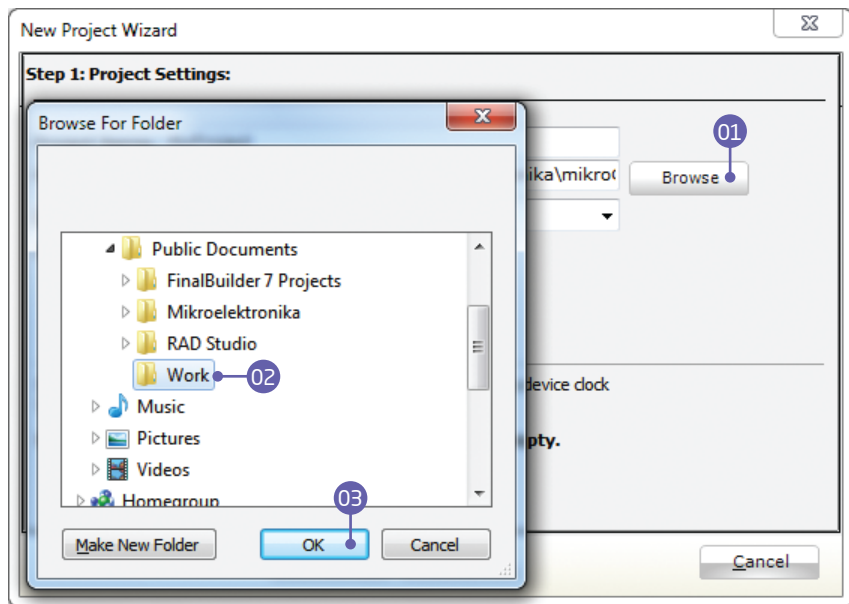 New Project Wizard
Step 1: Project Settings:
Browse For Folder
01
ika\mikro
Browse
Public Documents
FinalBuilder 7 Projects
Mikroelektronika
RAD Studio
Work
02
device clock
Music
Pictures
pty.
Videos
Homegroup
03
Make New Folder
OK
Cancel
Cancel